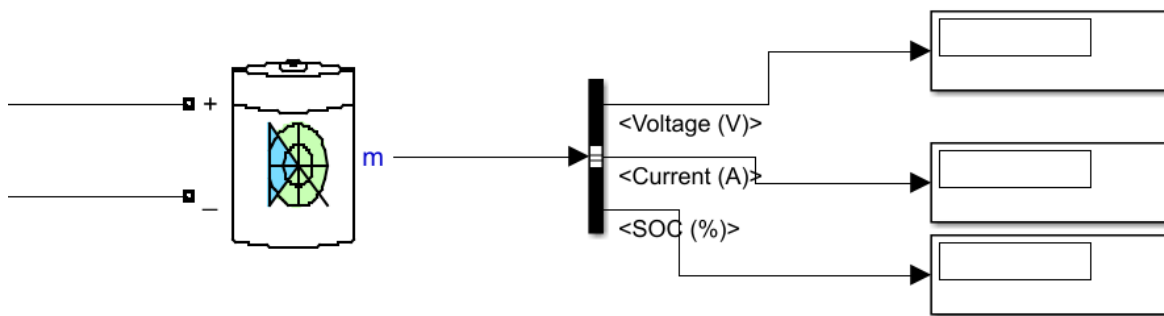 +
m
_
<Voltage (V)>
<Current (A)>
<SOC (%)>